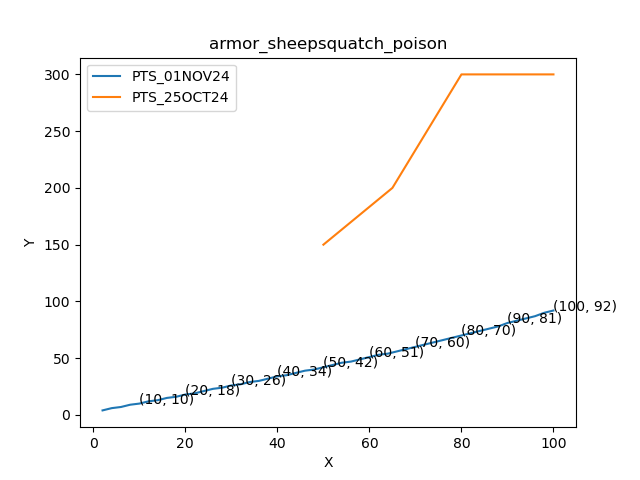 armor_sheepsquatch_poison
PTS_01NOV24
PTS_25OCT24
300
250
200
150
100
50
0
Y
(10, 10)
(20, 18)
(30, 26)
(40, 34)
(50, 42)
(60, 51)
(70, 60)
(80, 70)
(90, 81)
(100, 92)
0 20 40 60 80 100
X